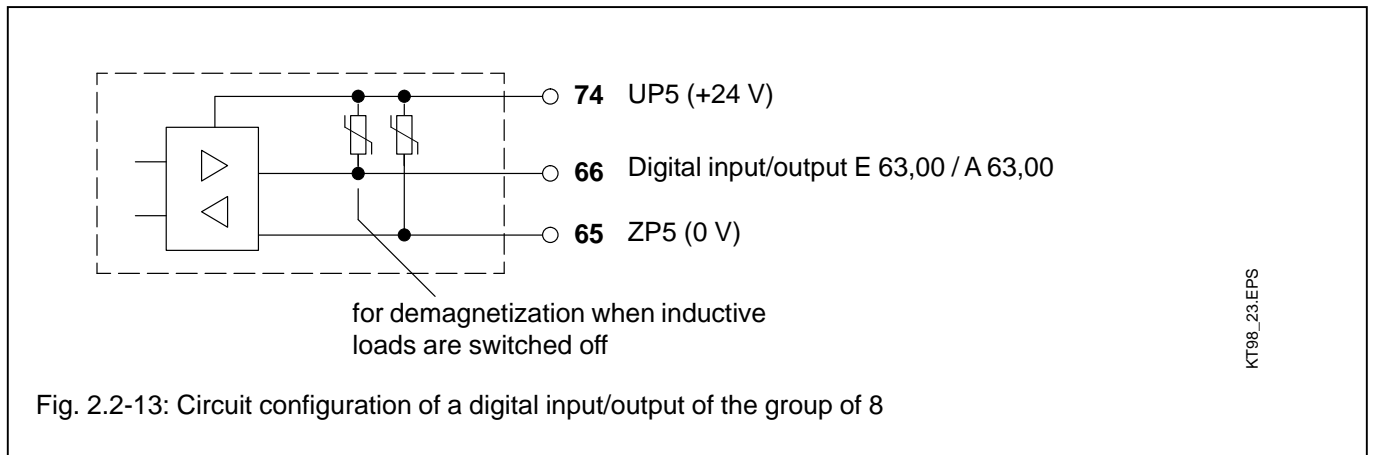 74 UP5 (+24 V)
66 Digital input/output E 63,00 / A 63,00
65 ZP5 (0 V)
for demagnetization when inductive
loads are switched off
KT98_23.EPS
Fig. 2.2-13: Circuit configuration of a digital input/output of the group of 8